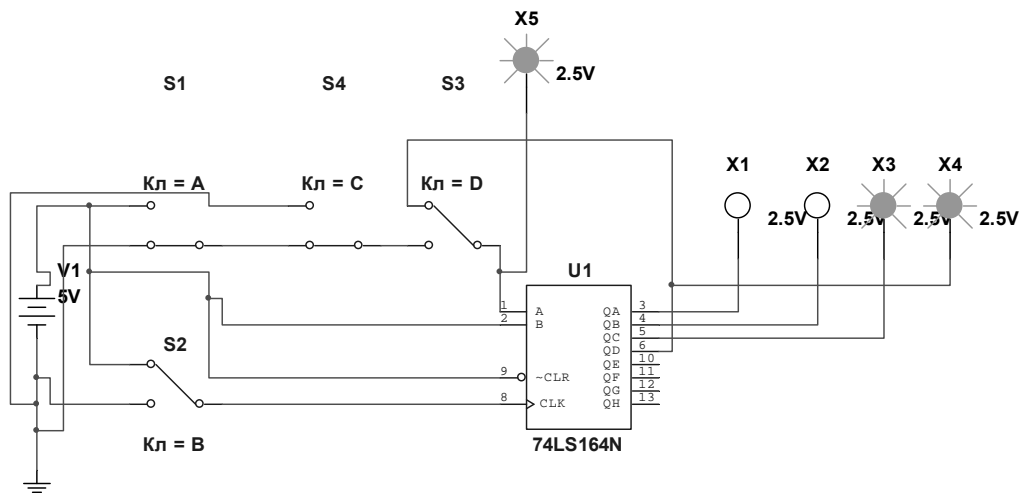 X5
2.5V
S1 S4 S3
X1 X2 X3 X4
Кл = A Кл = C Кл = D
2.5V 2.5V 2.5V 2.5V
V1
5V
U1
S2
1 A QA 3
2 B QB 4
QC 5
QD 6
QE 10
9 ~CLR QF 11
QG 12
8 CLK QH 13
Кл = B
74LS164N